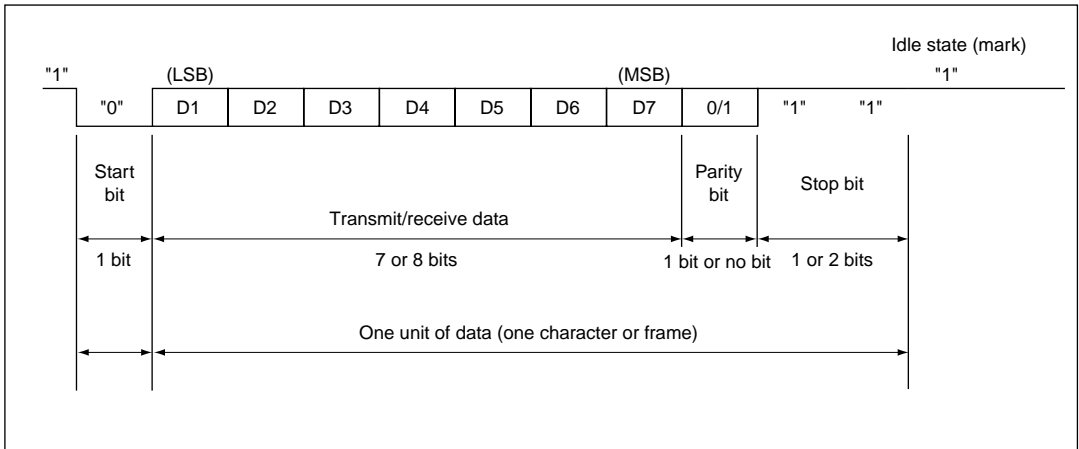 Idle state (mark)
"1" (LSB) (MSB) "1"
"0" D1 D2 D3 D4 D5 D6 D7 0/1 "1" "1"
Start
bit
Parity
bit
Stop bit
Transmit/receive data
1 bit 7 or 8 bits 1 bit or no bit 1 or 2 bits
One unit of data (one character or frame)